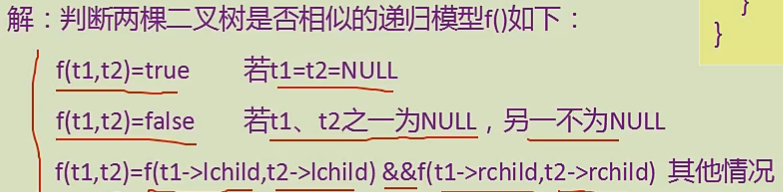 }
}
解：判断两棵二叉树是否相似的递归模型f()如下：
f(t1,t2)=true 若t1=t2=NULL
f(t1,t2)=false 若t1、t2之一为NULL，另一不为NULL
f(t1,t2)=f(t1->lchild,t2->lchild) &&f(t1->rchild,t2->rchild) 其他情况